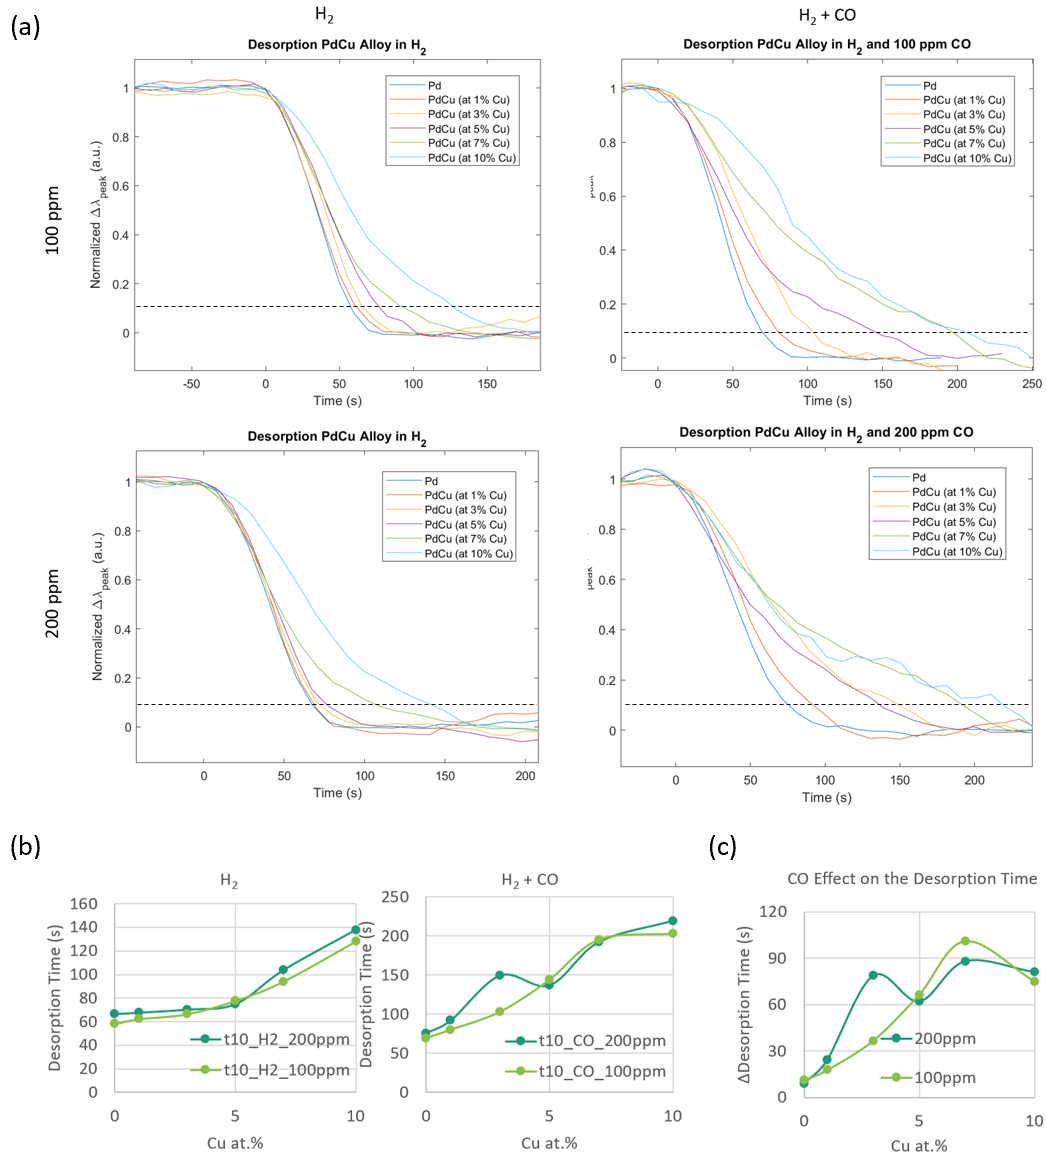 (a)
H2
H2 + CO
Desorption PdCu Alloy in H2
Desorption PdCu Alloy in H2 and 100 ppm CO
100 ppm
Normalized Δ λpeak (a.u.)
1
0.8
0.6
0.4
0.2
0
-50
0
50
100
150
Time (s)
Pd
PdCu (at 1% Cu)
PdCu (at 3% Cu)
PdCu (at 5% Cu)
PdCu (at 7% Cu)
PdCu (at 10% Cu)
peak
1
0.8
0.6
0.4
0.2
0
0
50
100
150
200
250
Time (s)
Pd
PdCu (at 1% Cu)
PdCu (at 3% Cu)
PdCu (at 5% Cu)
PdCu (at 7% Cu)
PdCu (at 10% Cu)
Desorption PdCu Alloy in H2
Desorption PdCu Alloy in H2 and 200 ppm CO
200 ppm
Normalized Δ λpeak (a.u.)
1
0.8
0.6
0.4
0.2
0
0
50
100
150
200
Time (s)
Pd
PdCu (at 1% Cu)
PdCu (at 3% Cu)
PdCu (at 5% Cu)
PdCu (at 7% Cu)
PdCu (at 10% Cu)
peak
1
0.8
0.6
0.4
0.2
0
0
50
100
150
200
Time (s)
Pd
PdCu (at 1% Cu)
PdCu (at 3% Cu)
PdCu (at 5% Cu)
PdCu (at 7% Cu)
PdCu (at 10% Cu)
(b)
H2
Desorption Time (s)
160
140
120
100
80
60
40
20
0
0
5
10
Cu at.%
t10_H2_200ppm
t10_H2_100ppm
H2 + CO
Desorption Time (s)
250
200
150
100
50
0
0
5
10
Cu at.%
t10_CO_200ppm
t10_CO_100ppm
(c)
CO Effect on the Desorption Time
ΔDesorption Time (s)
120
90
60
30
0
0
5
10
Cu at.%
200ppm
100ppm